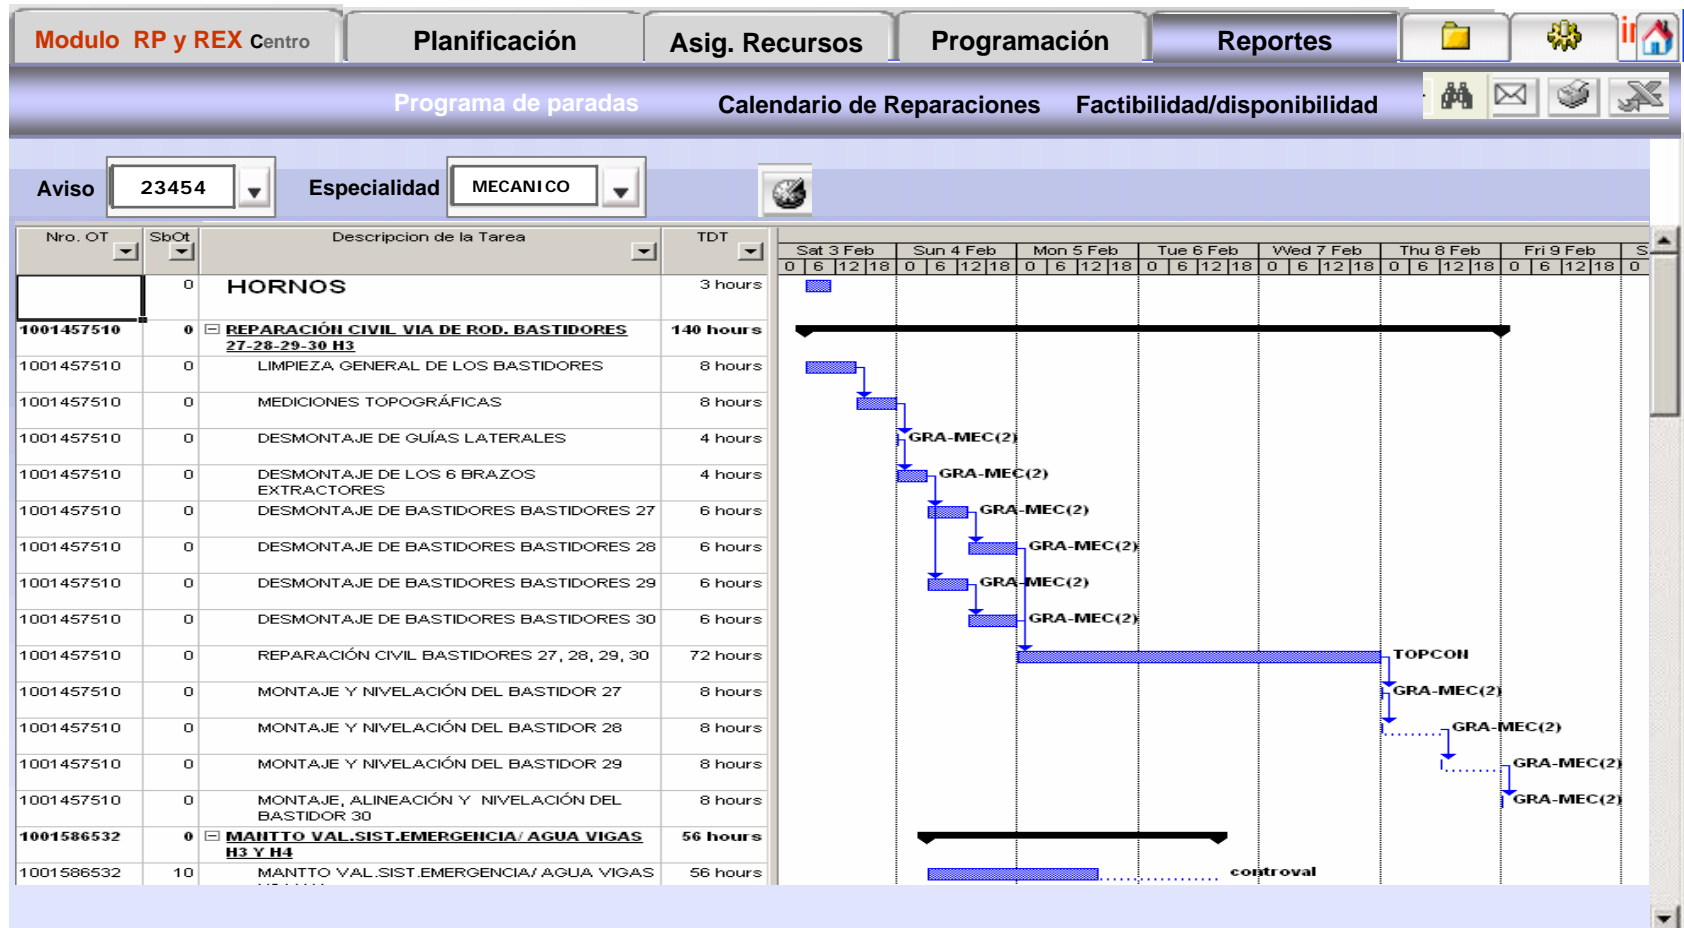 Modulo RP y REX Centro
Planificación
Asig. Recursos
Programación
Reportes
Programa de paradas
Calendario de Reparaciones
Factibilidad/disponibilidad
Aviso
23454
Especialidad
MECANICO
Nro. OT SbOt Descripcion de la Tarea TDT
Sat 3 Feb Sun 4 Feb Mon 5 Feb Tue 6 Feb Wed 7 Feb Thu 8 Feb Fri 9 Feb S
0 6 12 18 0 6 12 18 0 6 12 18 0 6 12 18 0 6 12 18 0 6 12 18 0 6 12 18 0
0 HORNOS 3 hours
1001457510 0 REPARACIÓN CIVIL VIA DE ROD. BASTIDORES 140 hours
27-28-29-30 H3
1001457510 0 LIMPIEZA GENERAL DE LOS BASTIDORES 8 hours
1001457510 0 MEDICIONES TOPOGRÁFICAS 8 hours
1001457510 0 DESMONTAJE DE GUÍAS LATERALES 4 hours GRA-MEC(2)
1001457510 0 DESMONTAJE DE LOS 6 BRAZOS 4 hours GRA-MEC(2)
EXTRACTORES
1001457510 0 DESMONTAJE DE BASTIDORES BASTIDORES 27 6 hours GRA-MEC(2)
1001457510 0 DESMONTAJE DE BASTIDORES BASTIDORES 28 6 hours GRA-MEC(2)
1001457510 0 DESMONTAJE DE BASTIDORES BASTIDORES 29 6 hours GRA-MEC(2)
1001457510 0 DESMONTAJE DE BASTIDORES BASTIDORES 30 6 hours GRA-MEC(2)
1001457510 0 REPARACIÓN CIVIL BASTIDORES 27, 28, 29, 30 72 hours TOPCON
1001457510 0 MONTAJE Y NIVELACIÓN DEL BASTIDOR 27 8 hours GRA-MEC(2)
1001457510 0 MONTAJE Y NIVELACIÓN DEL BASTIDOR 28 8 hours GRA-MEC(2)
1001457510 0 MONTAJE Y NIVELACIÓN DEL BASTIDOR 29 8 hours GRA-MEC(2)
1001457510 0 MONTAJE, ALINEACIÓN Y NIVELACIÓN DEL 8 hours GRA-MEC(2)
BASTIDOR 30
1001586532 0 MANTTO VAL.SIST.EMERGENCIA/ AGUA VIGAS 56 hours
H3 Y H4
1001586532 10 MANTTO VAL.SIST.EMERGENCIA/ AGUA VIGAS 56 hours controval